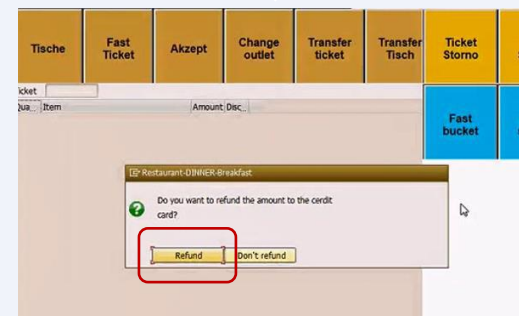 Tische
Fast
Ticket
Akzept
Change
outlet
Transfer
ticket
Transfer
Tisch
Ticket
Storno
Fast
bucket
icket
Qua... Item Amount Disc...
Restaurant-DINNER-Breakfast
Do you want to refund the amount to the cerdit
card?
Refund
Don't refund